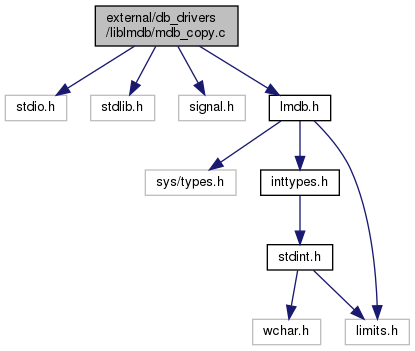 external/db_drivers
/liblmdb/mdb_copy.c
stdio.h
stdlib.h
signal.h
lmdb.h
sys/types.h
inttypes.h
stdint.h
wchar.h
limits.h